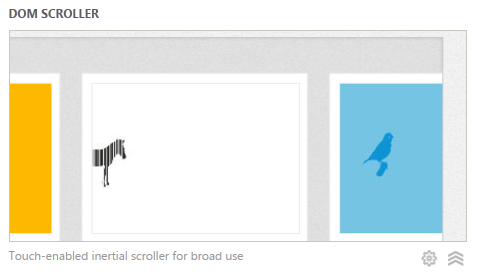 DOM SCROLLER
Touch-enabled inertial scroller for broad use